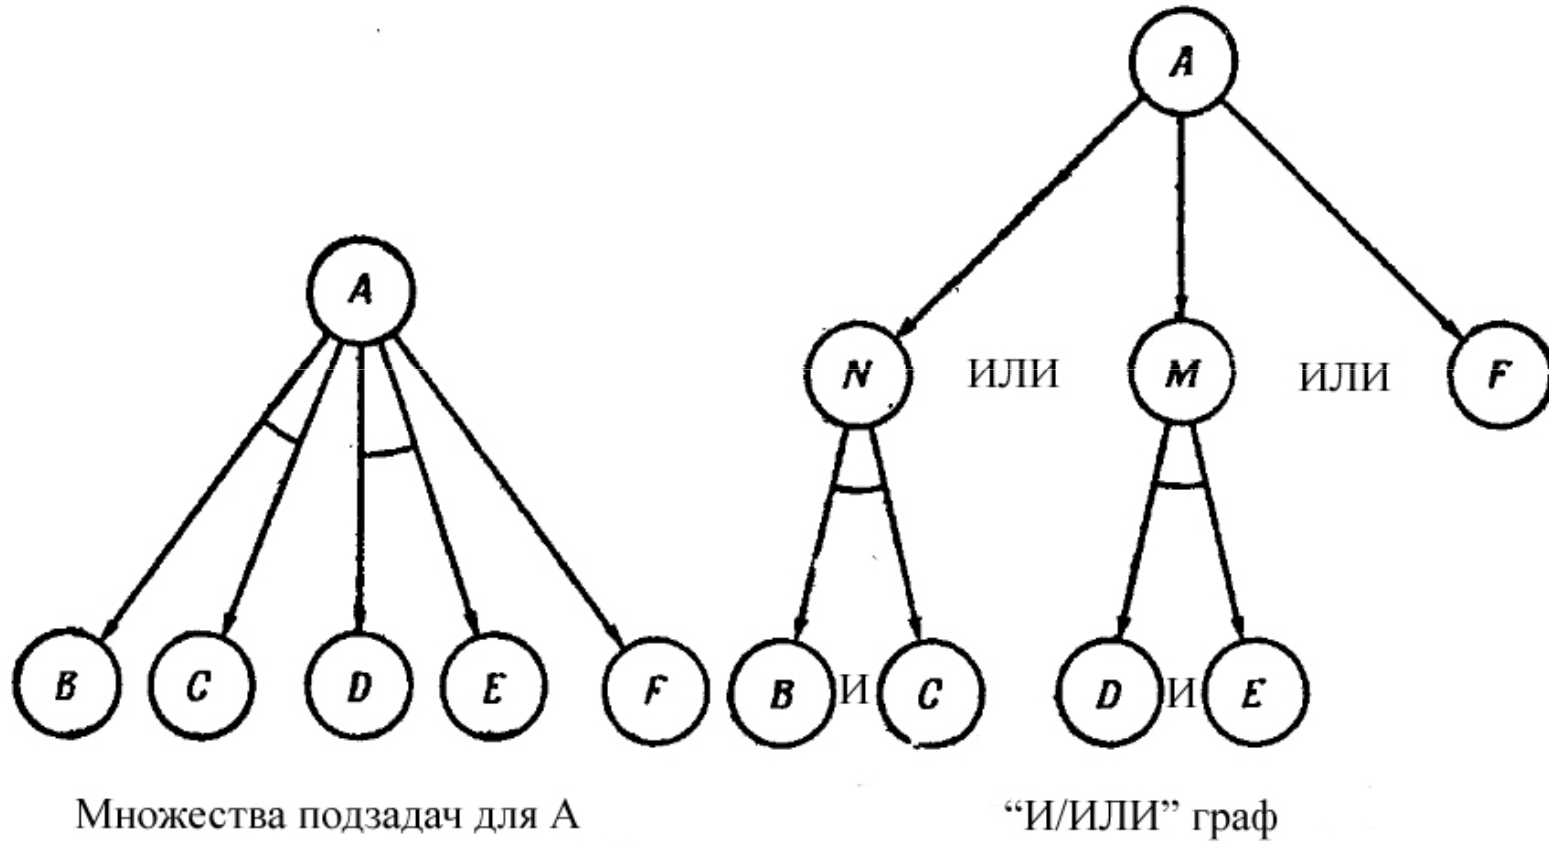 A
A
N ИЛИ M ИЛИ F
B C D E F B И C D И E
Множества подзадач для А “И/ИЛИ” граф